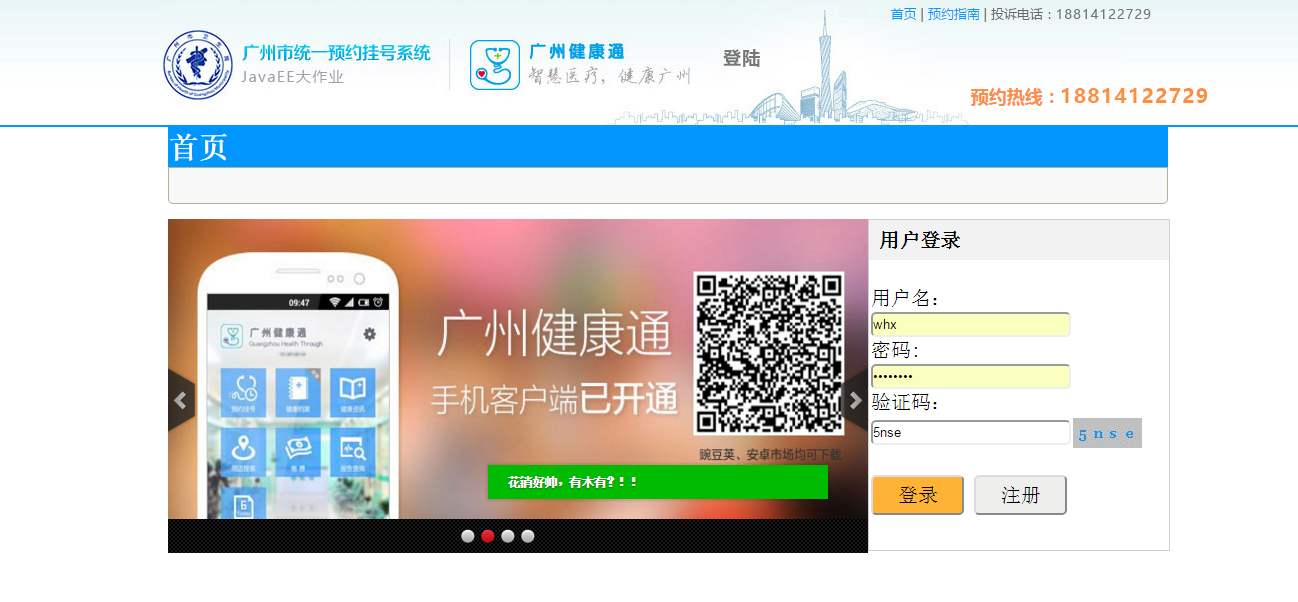 首页 | 预约指南 | 投诉电话：18814122729
广州市统一预约挂号系统
JavaEE大作业
广州健康通
智慧医疗，健康广州
登陆
预约热线：18814122729
首页
09:47
广州健康通
Guangzhou Health Through
预约挂号
健康档案
健康资讯
周边搜索
报告查询
广州健康通
手机客户端已开通
豌豆荚、安卓市场均可下载
花消好帅，有木有？！！
用户登录
用户名：
whx
密码：
••••••••
验证码：
5nse
5nse
登录
注册